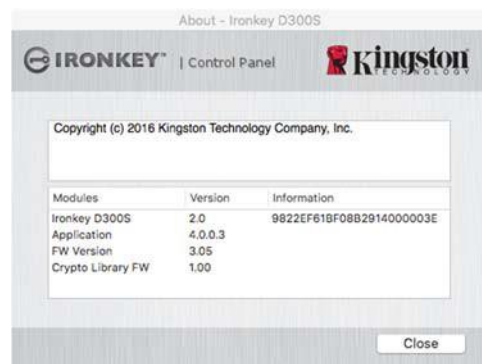 About - Ironkey D300S
IRONKEY™ | Control Panel
Kingston
TECHNOLOGY
Copyright (c) 2016 Kingston Technology Company, Inc.
Modules Version Information
Ironkey D300S 2.0 9822EF61BF08B2914000003E
Application 4.0.0.3
FW Version 3.05
Crypto Library FW 1.00
Close